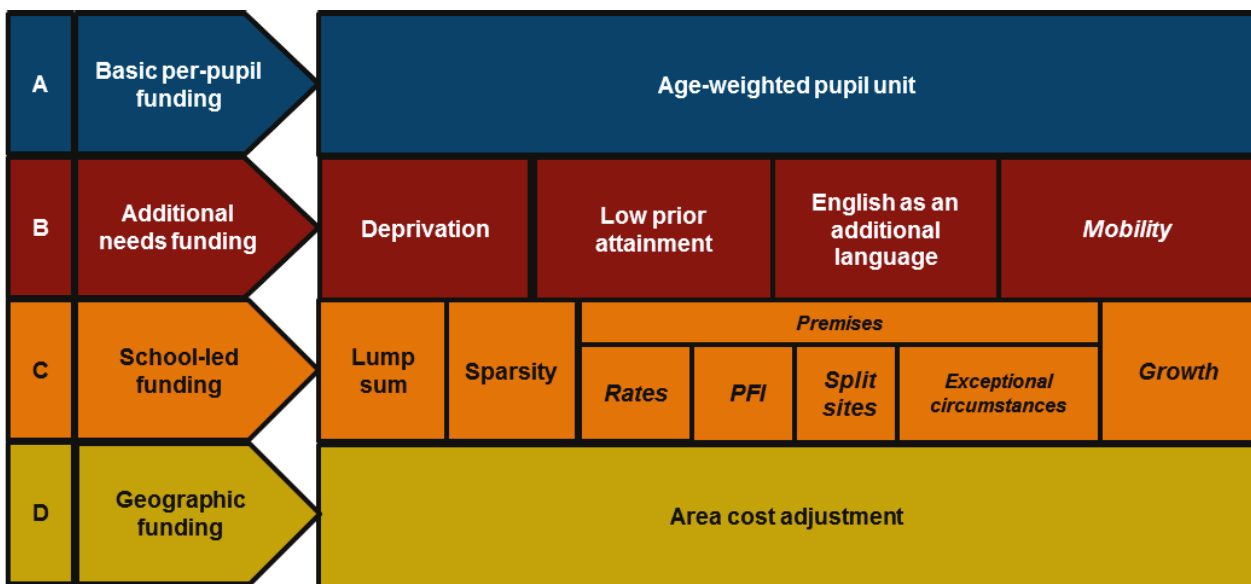 A
Basic per-pupil
funding
Age-weighted pupil unit
B
Additional
needs funding
Deprivation
Low prior
attainment
English as an
additional
language
Mobility
C
School-led
funding
Lump
sum
Sparsity
Premises
Rates
PFI
Split
sites
Exceptional
circumstances
Growth
D
Geographic
funding
Area cost adjustment